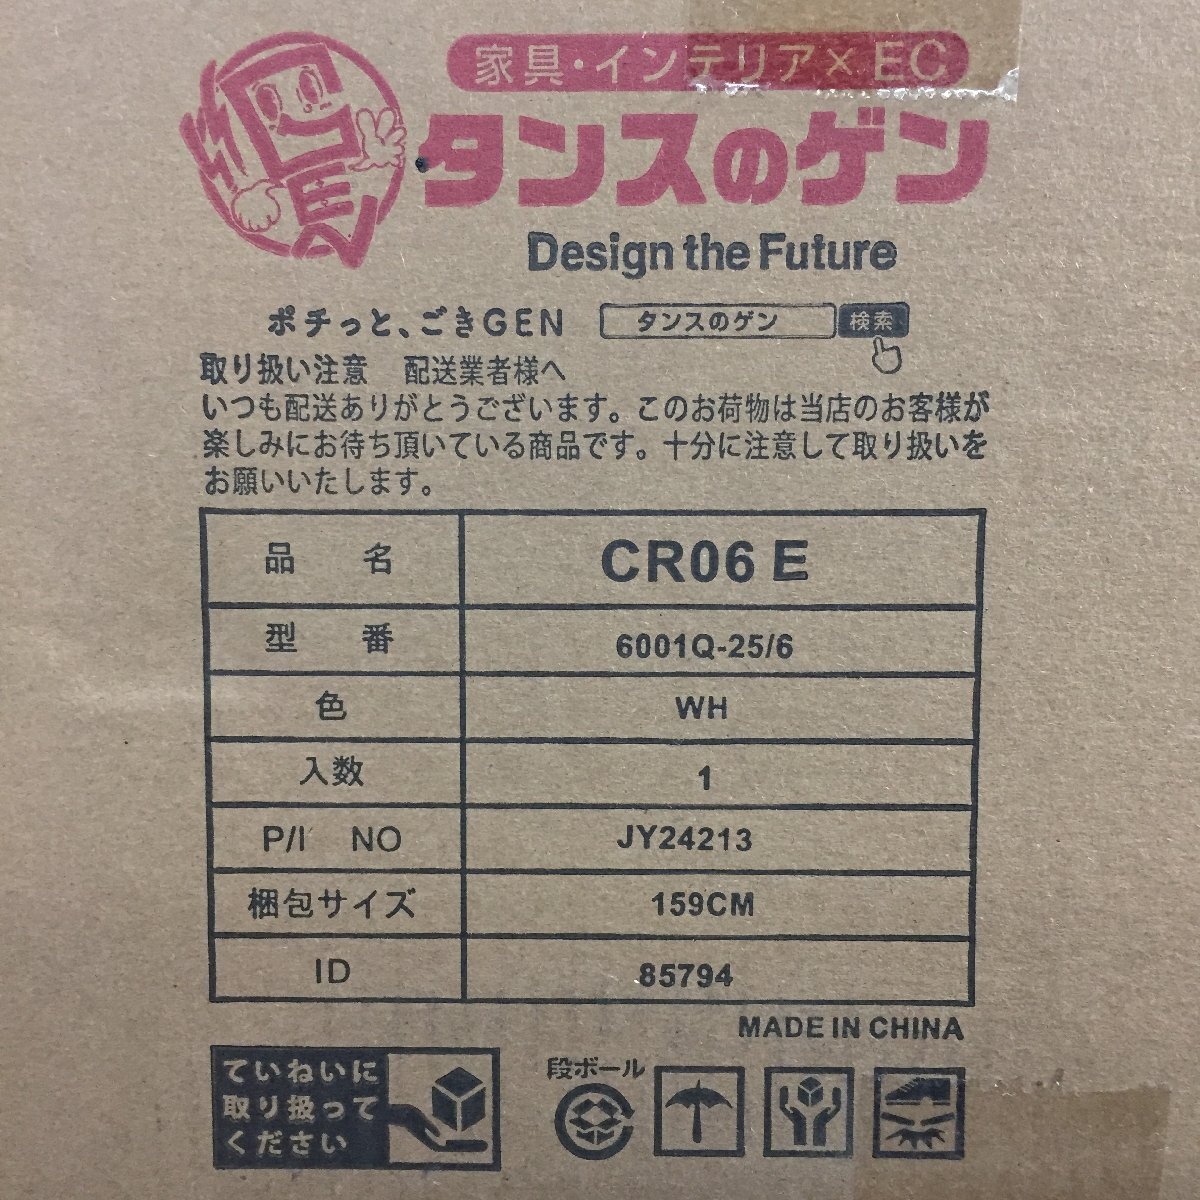 家具・インテリア×EC
タンスのゲン
Design the Future
ポチっと、ごきGEN タンスのゲン 検索
取り扱い注意 配送業者様へ
いつも配送ありがとうございます。このお荷物は当店のお客様が
楽しみにお待ち頂いている商品です。十分に注意して取り扱いを
お願いいたします。
品 名 CR06 E
型 番 6001Q-25/6
色 WH
入数 1
P/I NO JY24213
梱包サイズ 159CM
ID 85794
MADE IN CHINA
ていねいに
取り扱って
ください
段ボール